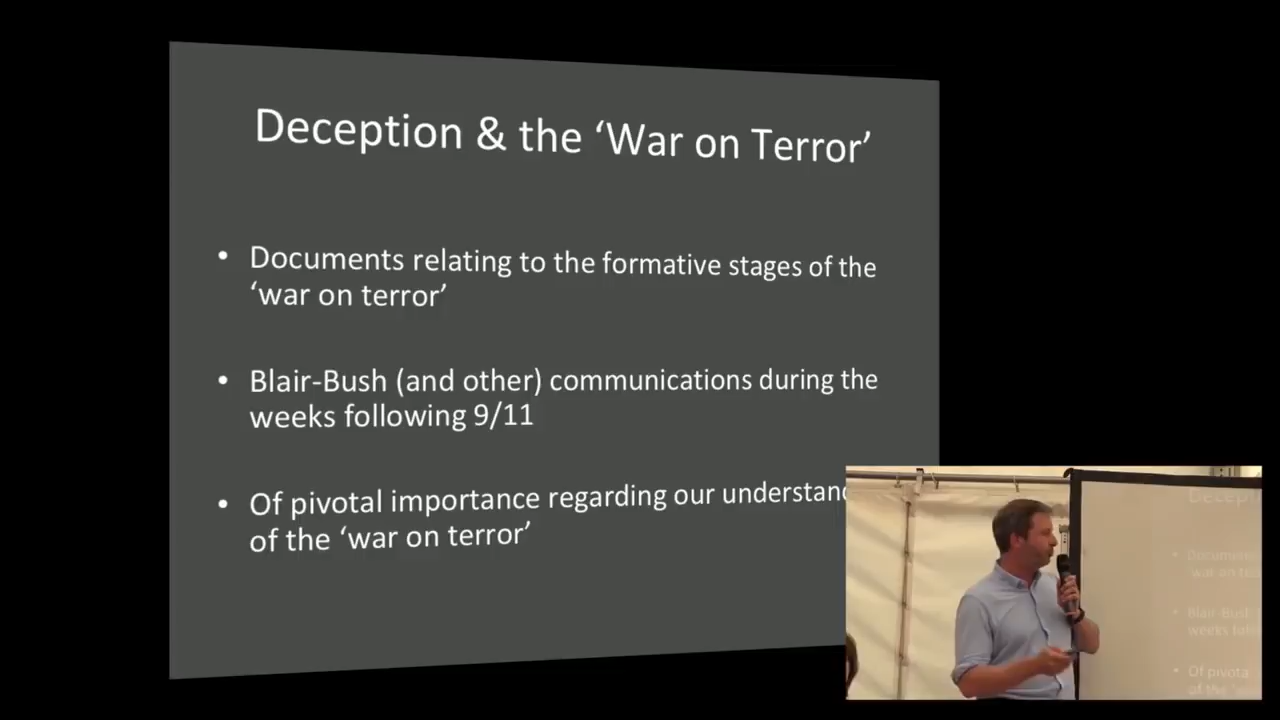 Deception & the ‘War on Terror’
• Documents relating to the formative stages of the
‘war on terror’
• Blair-Bush (and other) communications during the
weeks following 9/11
• Of pivotal importance regarding our
of the ‘war on terror’